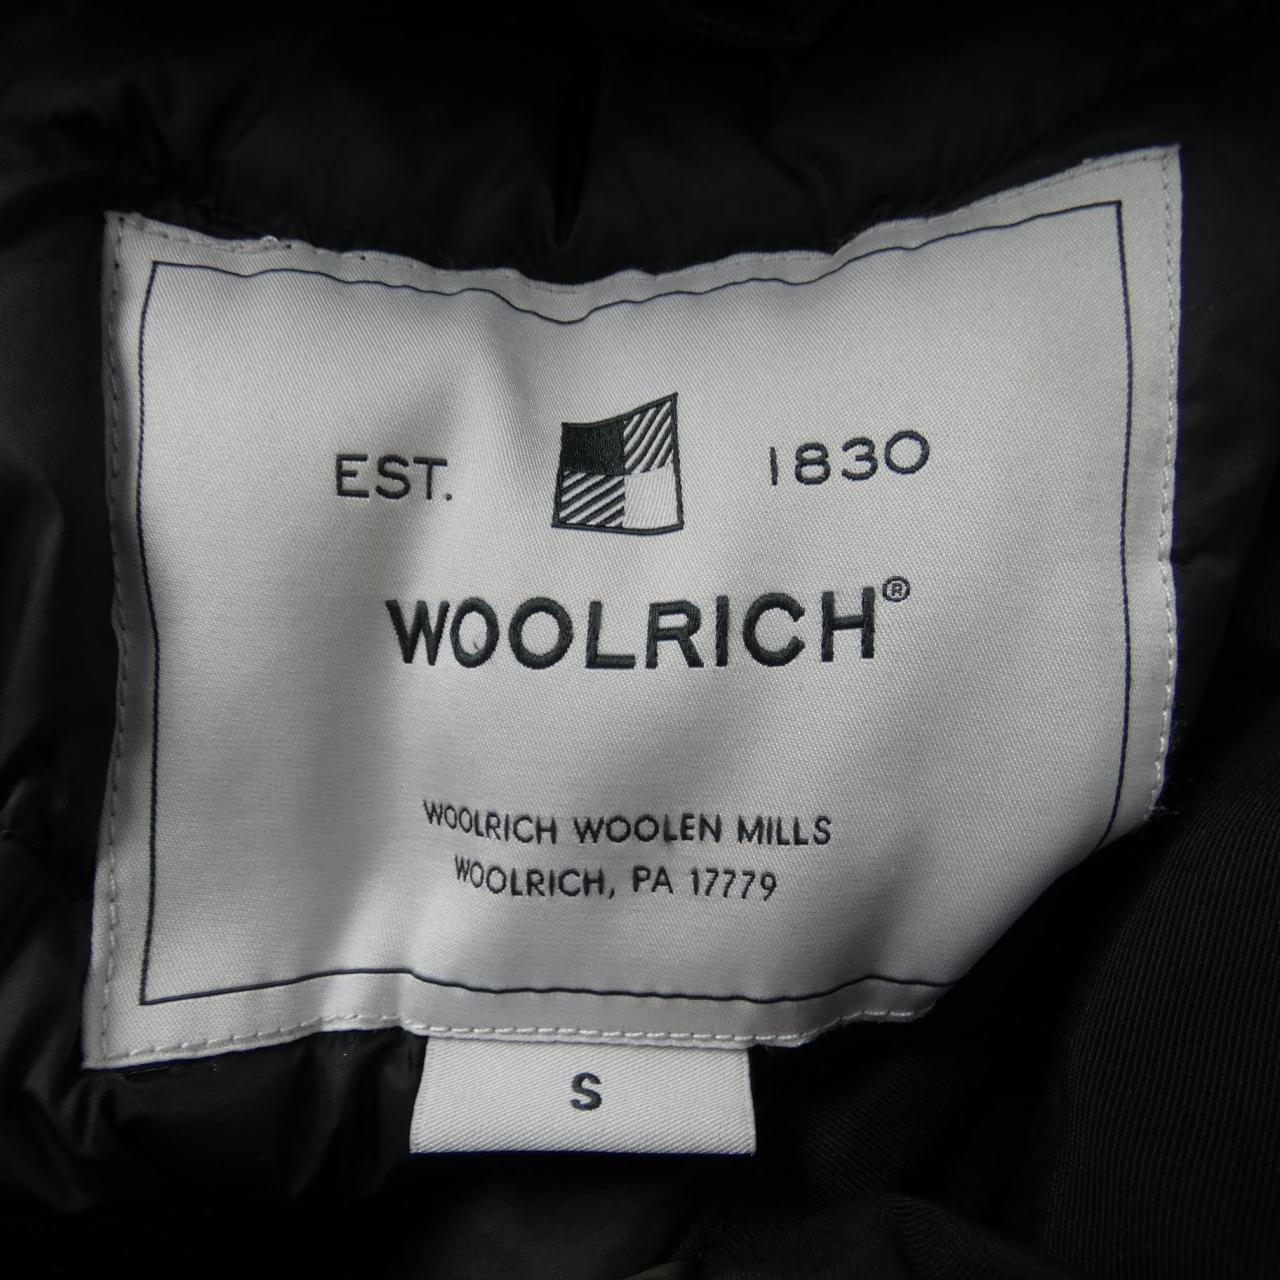 EST. 1830
WOOLRICH®
WOOLRICH WOOLEN MILLS
WOOLRICH, PA 17779
S